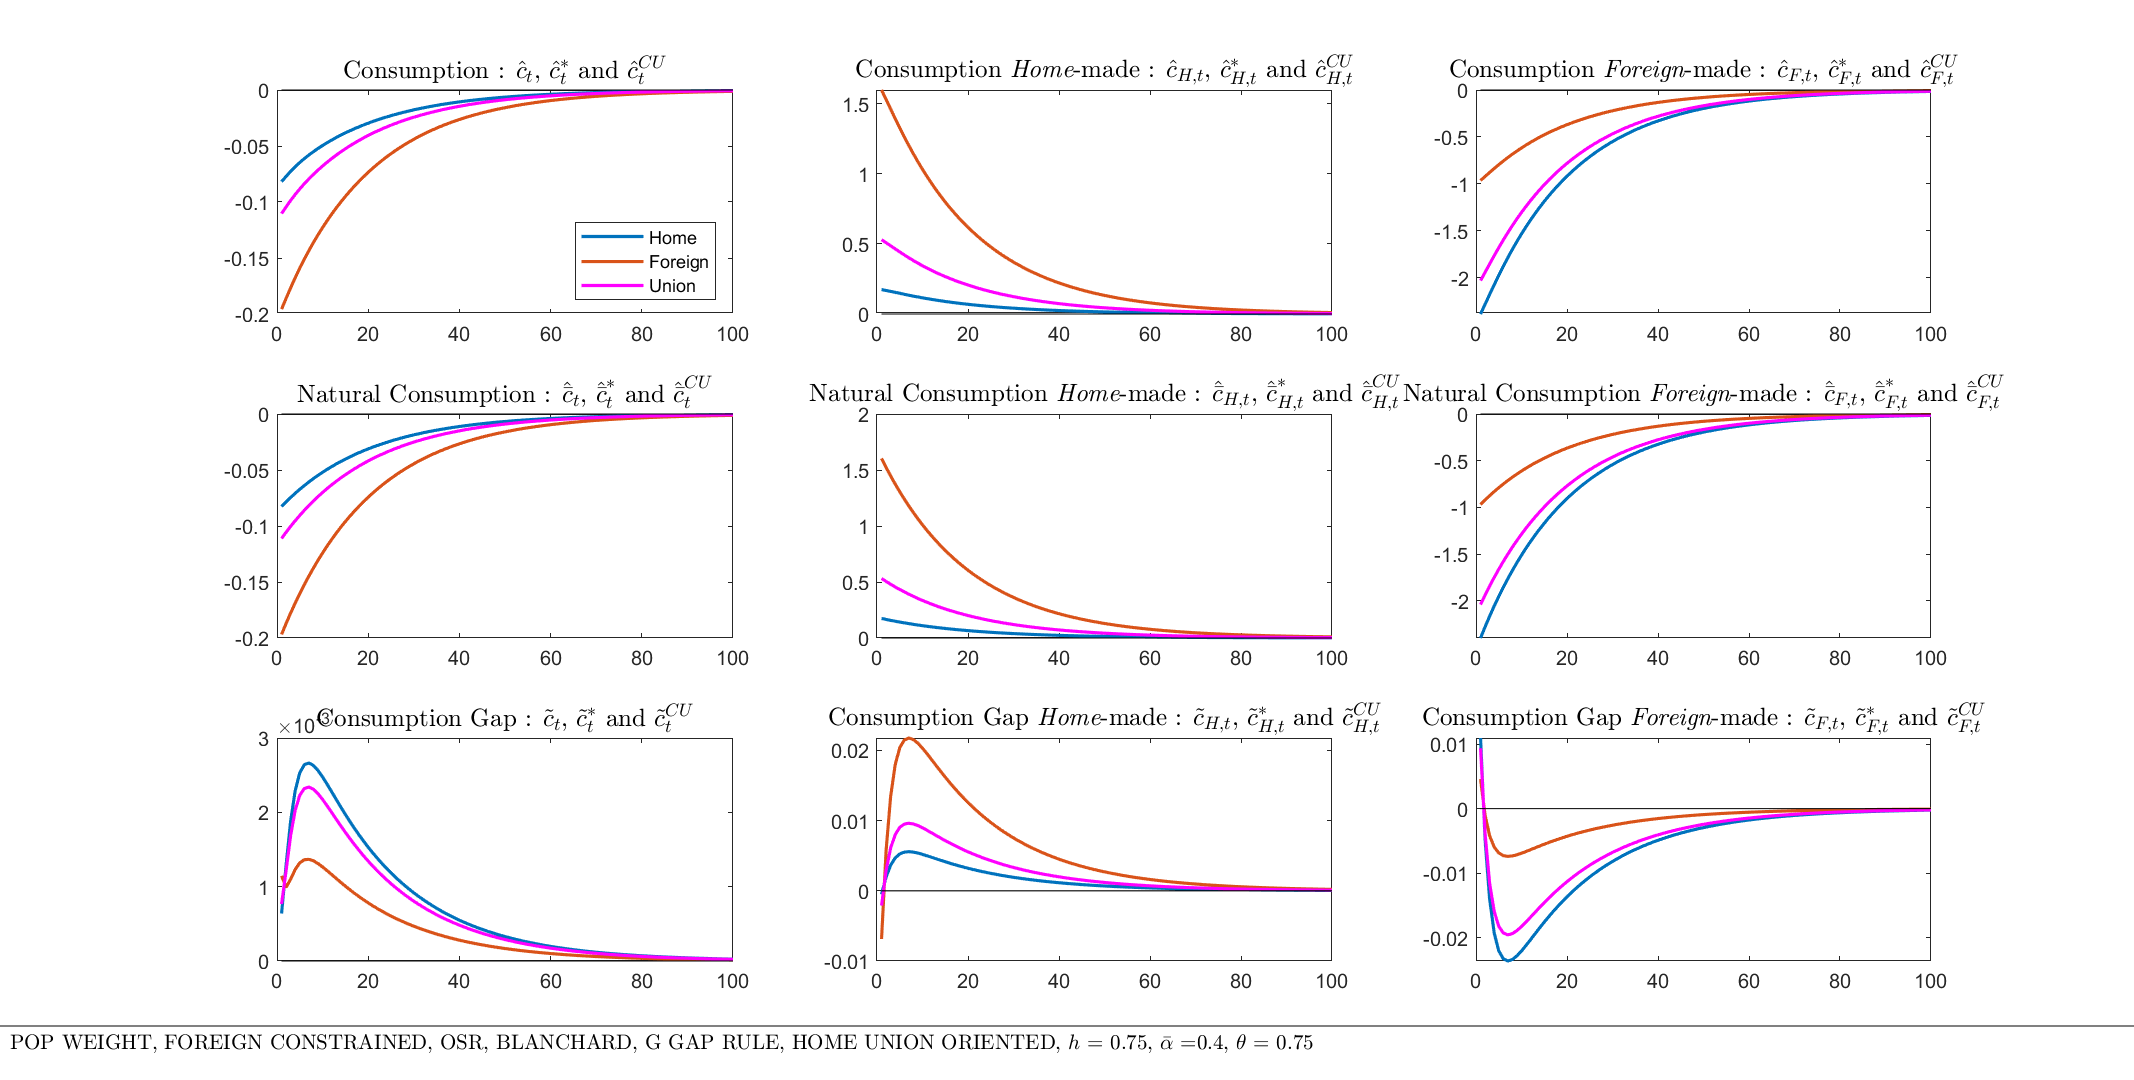 Consumption : ĉ_t, ĉ*_t and ĉ^CU_t
0
-0.05
-0.1
-0.15
-0.2
0 20 40 60 80 100
Home
Foreign
Union
Consumption Home-made : ĉ_H,t, ĉ*_H,t and ĉ^CU_H,t
1.5
1
0.5
0
0 20 40 60 80 100
Consumption Foreign-made : ĉ_F,t, ĉ*_F,t and ĉ^CU_F,t
0
-0.5
-1
-1.5
-2
0 20 40 60 80 100
Natural Consumption : c̄̂_t, c̄̂*_t and c̄̂^CU_t
0
-0.05
-0.1
-0.15
-0.2
0 20 40 60 80 100
Natural Consumption Home-made : c̄̂_H,t, c̄̂*_H,t and c̄̂^CU_H,t
2
1.5
1
0.5
0
0 20 40 60 80 100
Natural Consumption Foreign-made : c̄̂_F,t, c̄̂*_F,t and c̄̂^CU_F,t
0
-0.5
-1
-1.5
-2
0 20 40 60 80 100
Consumption Gap : c̃_t, c̃*_t and c̃^CU_t
×10^-3
3
2
1
0
0 20 40 60 80 100
Consumption Gap Home-made : c̃_H,t, c̃*_H,t and c̃^CU_H,t
0.02
0.01
0
-0.01
0 20 40 60 80 100
Consumption Gap Foreign-made : c̃_F,t, c̃*_F,t and c̃^CU_F,t
0.01
0
-0.01
-0.02
0 20 40 60 80 100
POP WEIGHT, FOREIGN CONSTRAINED, OSR, BLANCHARD, G GAP RULE, HOME UNION ORIENTED, h = 0.75, ᾱ =0.4, θ = 0.75